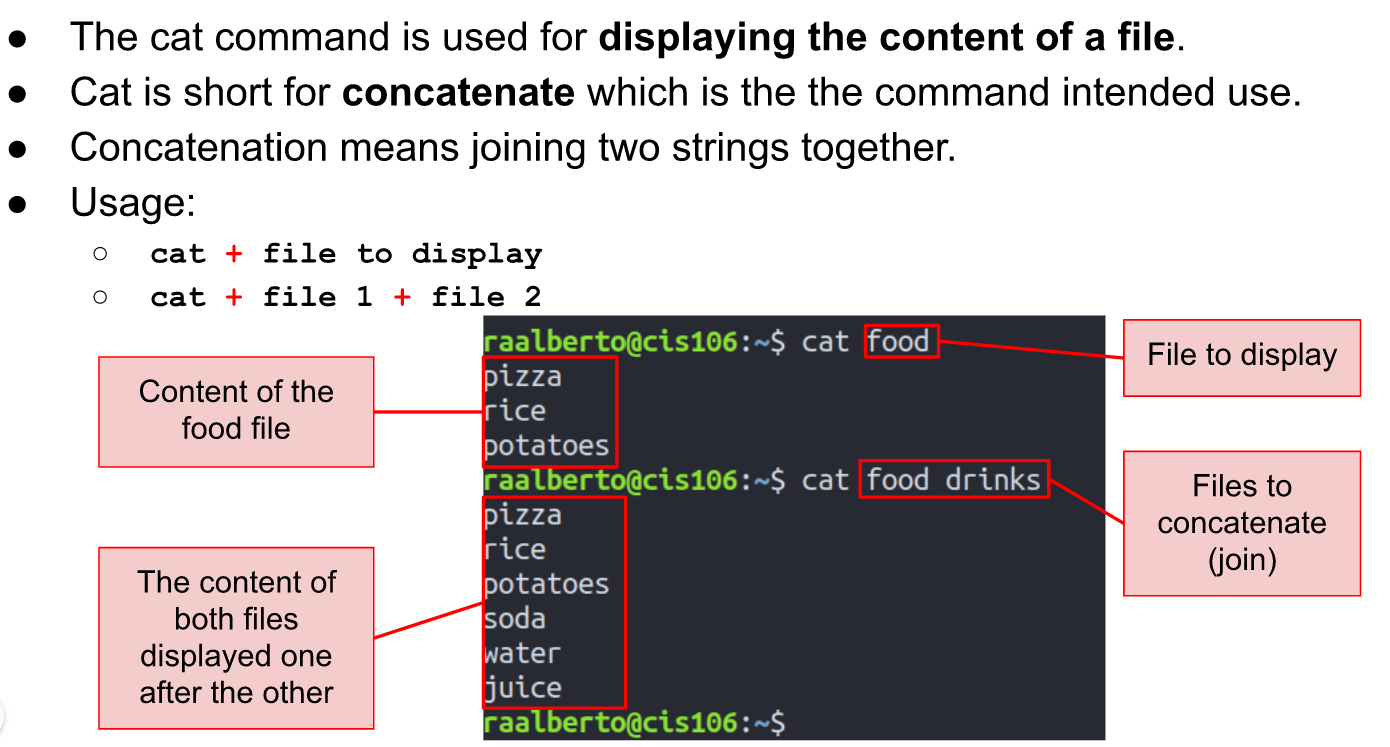 ● The cat command is used for displaying the content of a file.
● Cat is short for concatenate which is the the command intended use.
● Concatenation means joining two strings together.
● Usage:
○ cat + file to display
○ cat + file 1 + file 2
raalberto@cis106:~$ cat food
File to display
Content of the
food file
pizza
rice
potatoes
raalberto@cis106:~$ cat food drinks
Files to
concatenate
(join)
The content of
both files
displayed one
after the other
pizza
rice
potatoes
soda
water
juice
raalberto@cis106:~$